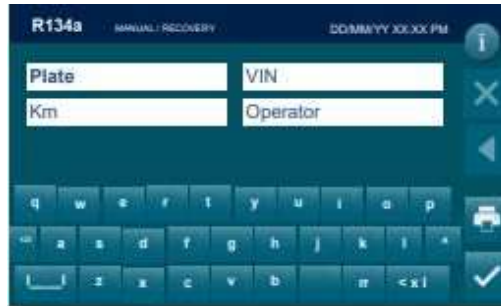 R134a MANUAL / RECOVERY DD/MM/YY XX.XX PM
i
Plate VIN
Km Operator
q w e r t y u i o p
a s d f g h j k l
z x c v b m